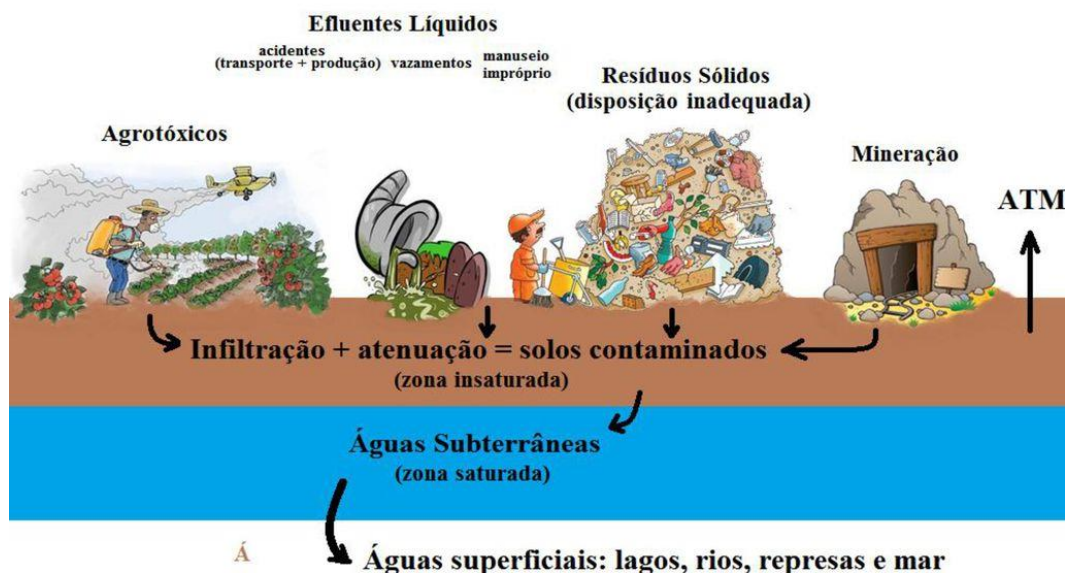 Efluentes Líquidos
acidentes
(transporte + produção) vazamentos
manuseio
impróprio
Resíduos Sólidos
(disposição inadequada)
Agrotóxicos
Mineração
ATM
Infiltração + atenuação = solos contaminados
(zona insaturada)
Águas Subterrâneas
(zona saturada)
Á
Águas superficiais: lagos, rios, represas e mar